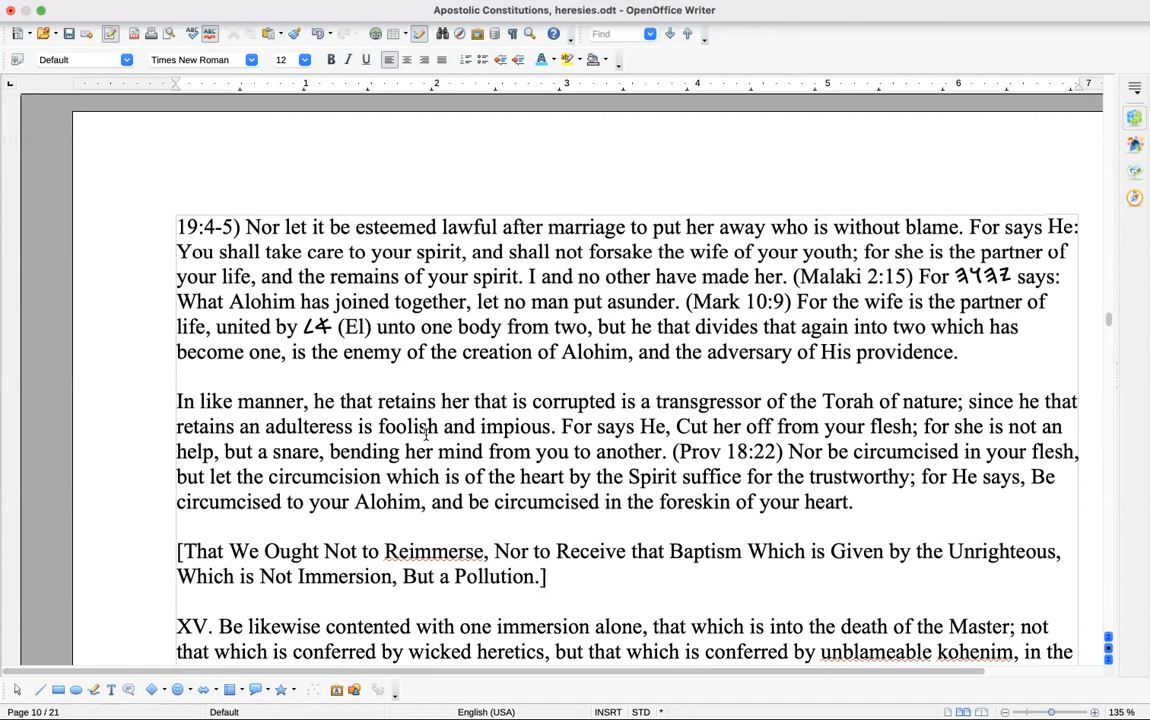 Apostolic Constitutions, heresies.odt - OpenOffice Writer
Find
Default
Times New Roman
12
1 2 3 4 5 6 7
19:4-5) Nor let it be esteemed lawful after marriage to put her away who is without blame. For says He:
You shall take care to your spirit, and shall not forsake the wife of your youth; for she is the partner of
your life, and the remains of your spirit. I and no other have made her. (Malaki 2:15) For 𐤉𐤄𐤅𐤄 says:
What Alohim has joined together, let no man put asunder. (Mark 10:9) For the wife is the partner of
life, united by 𐤀𐤋 (El) unto one body from two, but he that divides that again into two which has
become one, is the enemy of the creation of Alohim, and the adversary of His providence.
In like manner, he that retains her that is corrupted is a transgressor of the Torah of nature; since he that
retains an adulteress is foolish and impious. For says He, Cut her off from your flesh; for she is not an
help, but a snare, bending her mind from you to another. (Prov 18:22) Nor be circumcised in your flesh,
but let the circumcision which is of the heart by the Spirit suffice for the trustworthy; for He says, Be
circumcised to your Alohim, and be circumcised in the foreskin of your heart.
[That We Ought Not to Reimmerse, Nor to Receive that Baptism Which is Given by the Unrighteous,
Which is Not Immersion, But a Pollution.]
XV. Be likewise contented with one immersion alone, that which is into the death of the Master; not
that which is conferred by wicked heretics, but that which is conferred by unblameable kohenim, in the
Page 10 / 21
Default
English (USA)
INSRT
STD
*
135 %